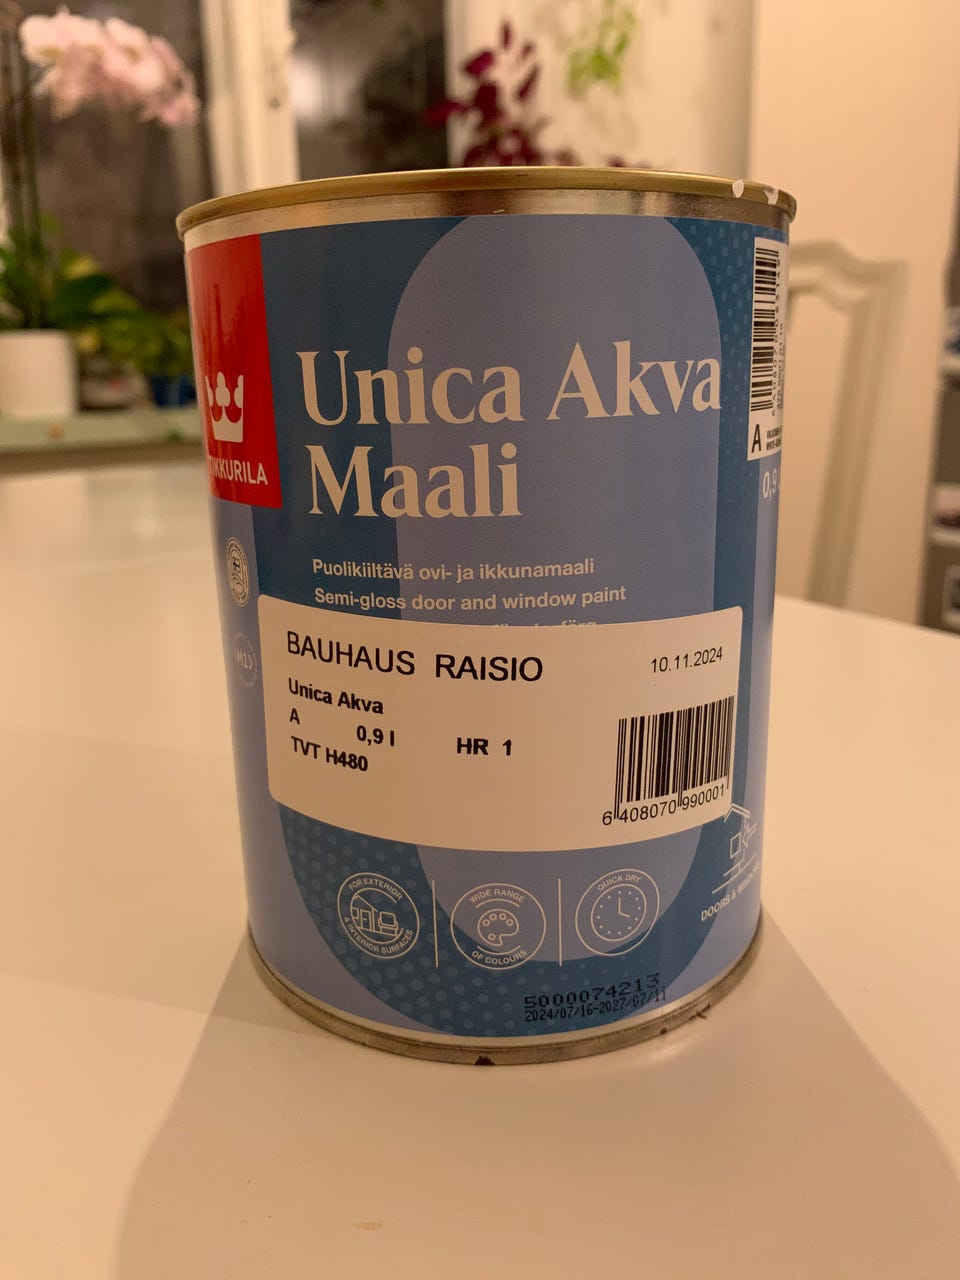 Unica Akva
Maali
TIKKURILA
Puolikiiltävä ovi- ja ikkunamaali
Semi-gloss door and window paint
A
0,9
BAUHAUS RAISIO
10.11.2024
Unica Akva
A
0,9 l
HR 1
TVT H480
6 408070 990001
M1
FOR EXTERIOR
& INTERIOR SURFACES
WIDE RANGE
OF COLOURS
QUICK DRY
DOORS & WINDOWS
5000074213
2024/07/16-2027/07/11